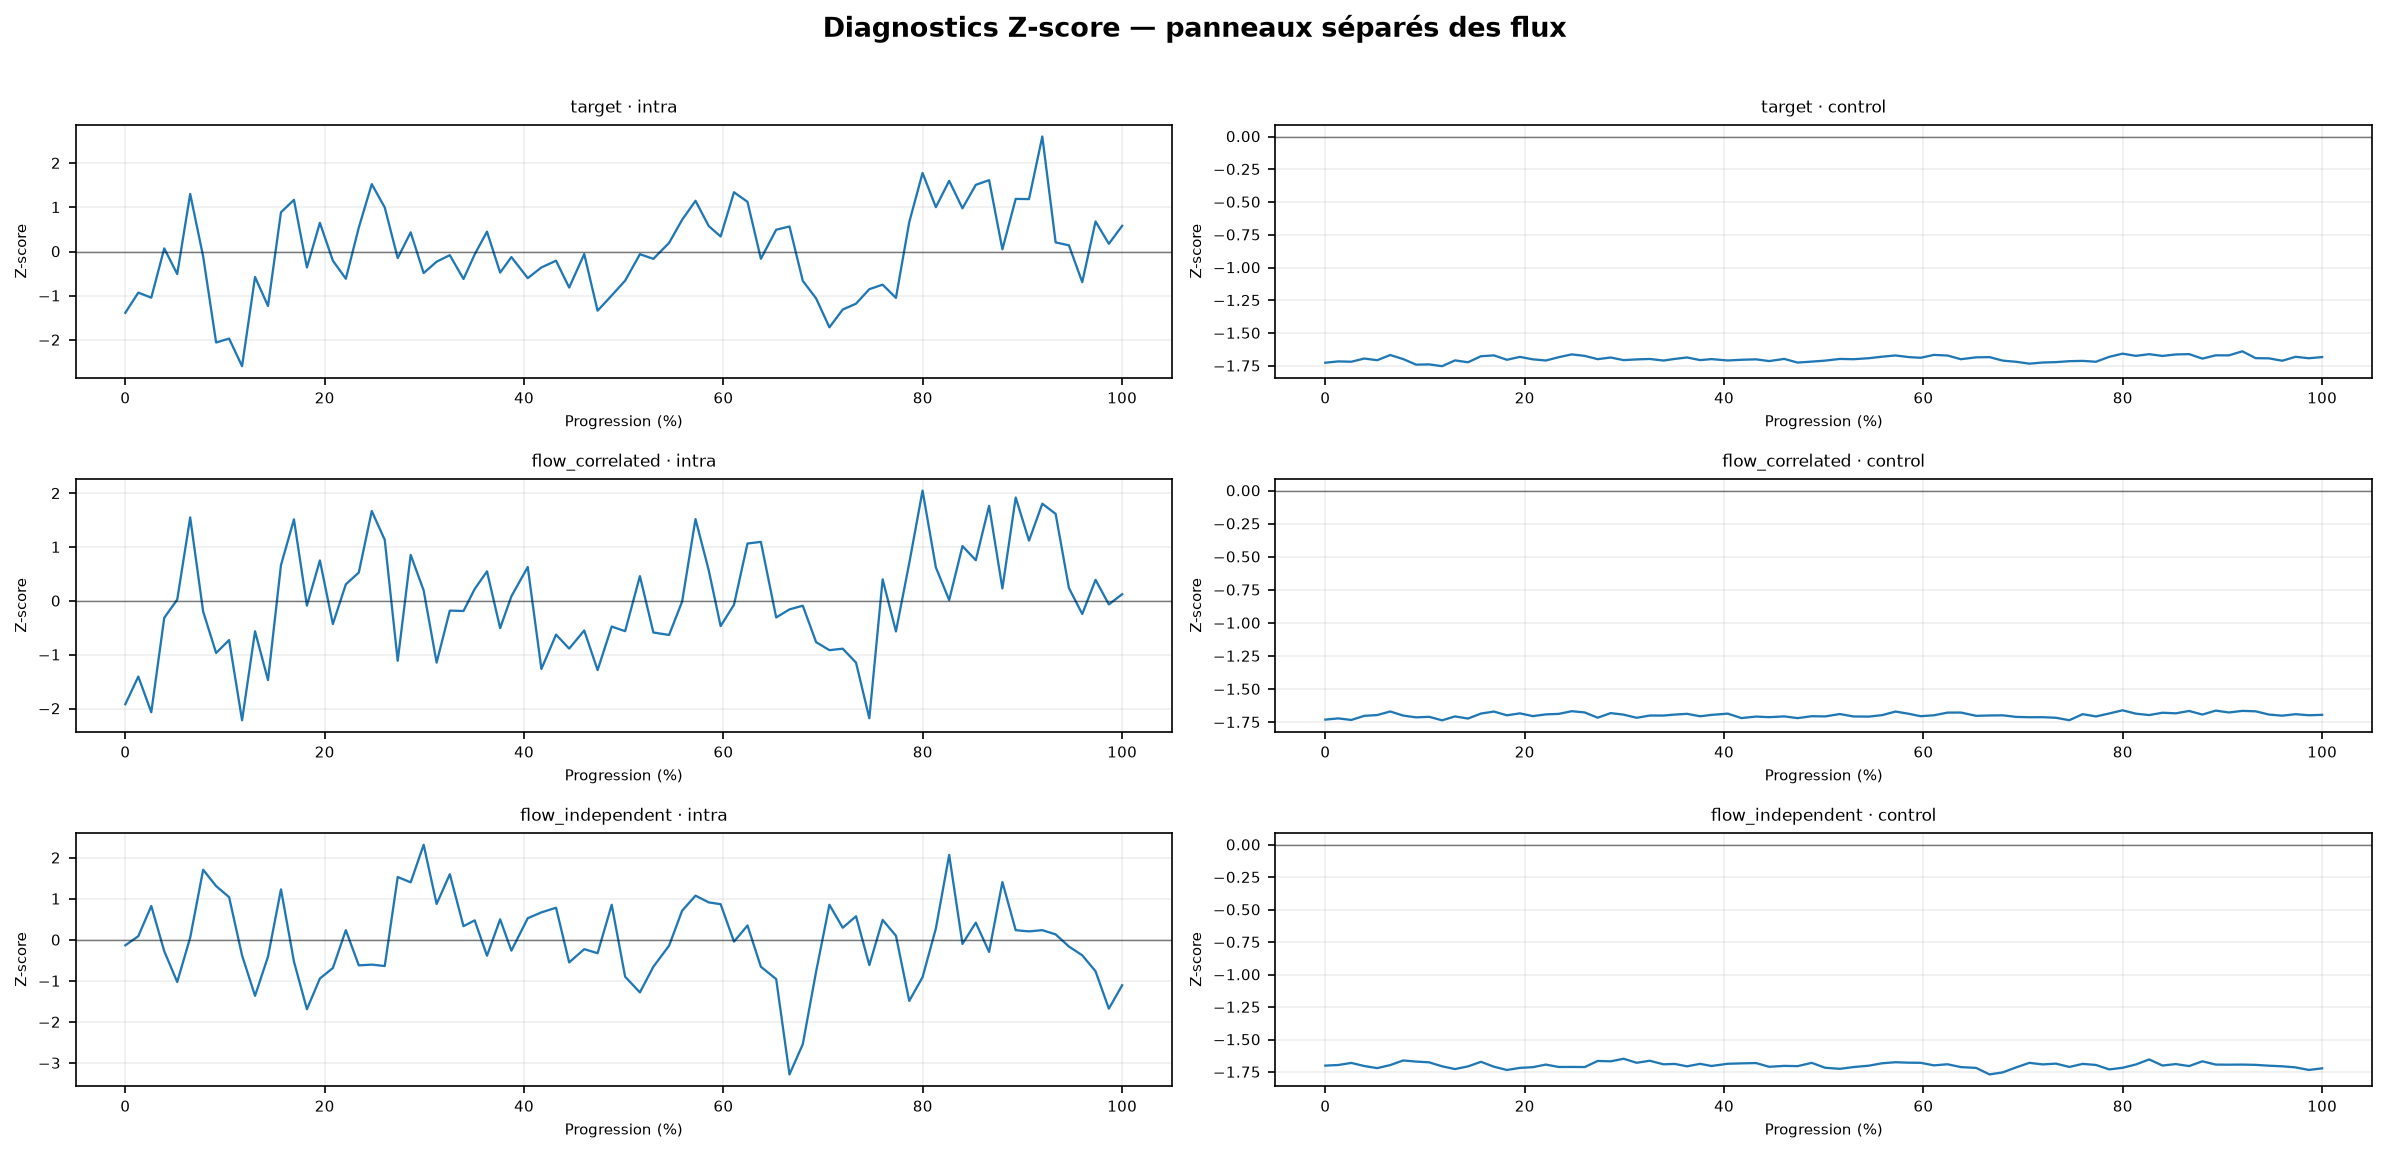 Diagnostics Z-score — panneaux séparés des flux
target · intra
Z-score
2
1
0
−1
−2
0 20 40 60 80 100
Progression (%)
target · control
Z-score
0.00
−0.25
−0.50
−0.75
−1.00
−1.25
−1.50
−1.75
0 20 40 60 80 100
Progression (%)
flow_correlated · intra
Z-score
2
1
0
−1
−2
0 20 40 60 80 100
Progression (%)
flow_correlated · control
Z-score
0.00
−0.25
−0.50
−0.75
−1.00
−1.25
−1.50
−1.75
0 20 40 60 80 100
Progression (%)
flow_independent · intra
Z-score
2
1
0
−1
−2
−3
0 20 40 60 80 100
Progression (%)
flow_independent · control
Z-score
0.00
−0.25
−0.50
−0.75
−1.00
−1.25
−1.50
−1.75
0 20 40 60 80 100
Progression (%)